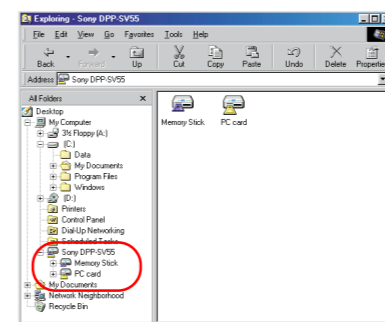 Exploring - Sony DPP-SV55
File Edit View Go Favorites Tools Help
Back Forward Up Cut Copy Paste Undo Delete Propertie
Address Sony DPP-SV55
All Folders
Desktop
My Computer
3½ Floppy (A:)
(C:)
Data
My Documents
Program Files
Windows
(D:)
Printers
Control Panel
Dial-Up Networking
Scheduled Tasks
Sony DPP-SV55
Memory Stick
PC card
My Documents
Network Neighborhood
Recycle Bin
Memory Stick PC card